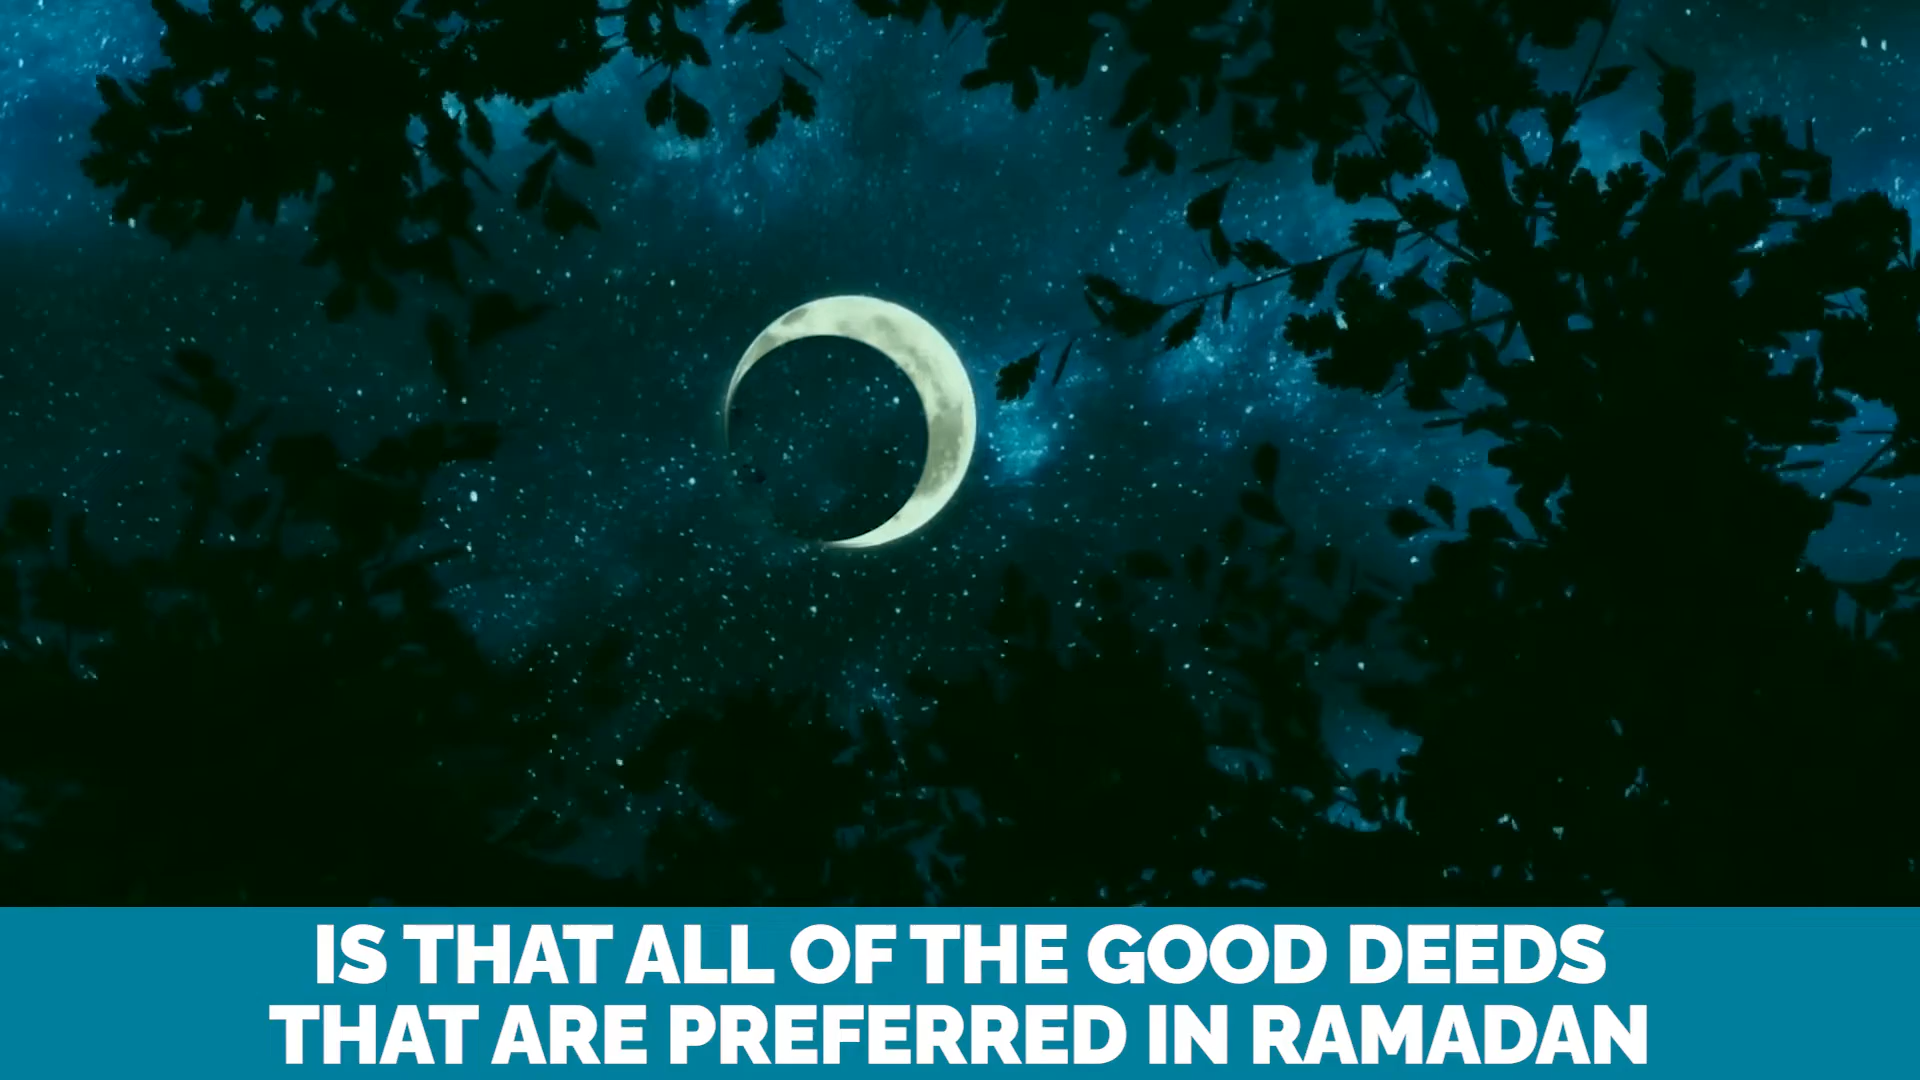 IS THAT ALL OF THE GOOD DEEDS
THAT ARE PREFERRED IN RAMADAN